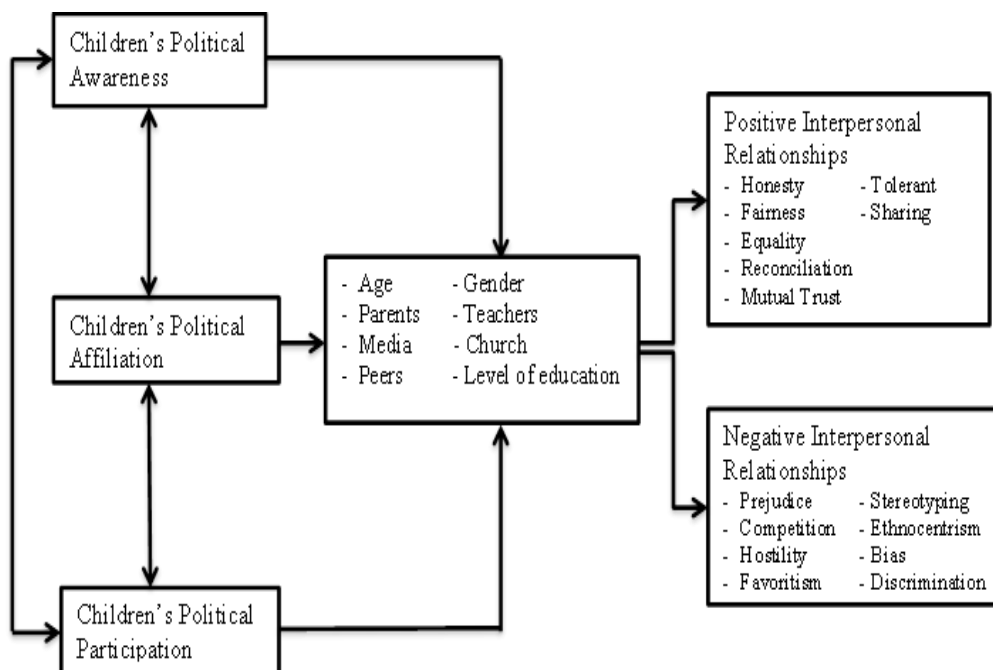 Children's Political
Awareness
Children's Political
Affiliation
Children's Political
Participation
- Age - Gender
- Parents - Teachers
- Media - Church
- Peers - Level of education
Positive Interpersonal
Relationships
- Honesty - Tolerant
- Fairness - Sharing
- Equality
- Reconciliation
- Mutual Trust
Negative Interpersonal
Relationships
- Prejudice - Stereotyping
- Competition - Ethnocentrism
- Hostility - Bias
- Favoritism - Discrimination